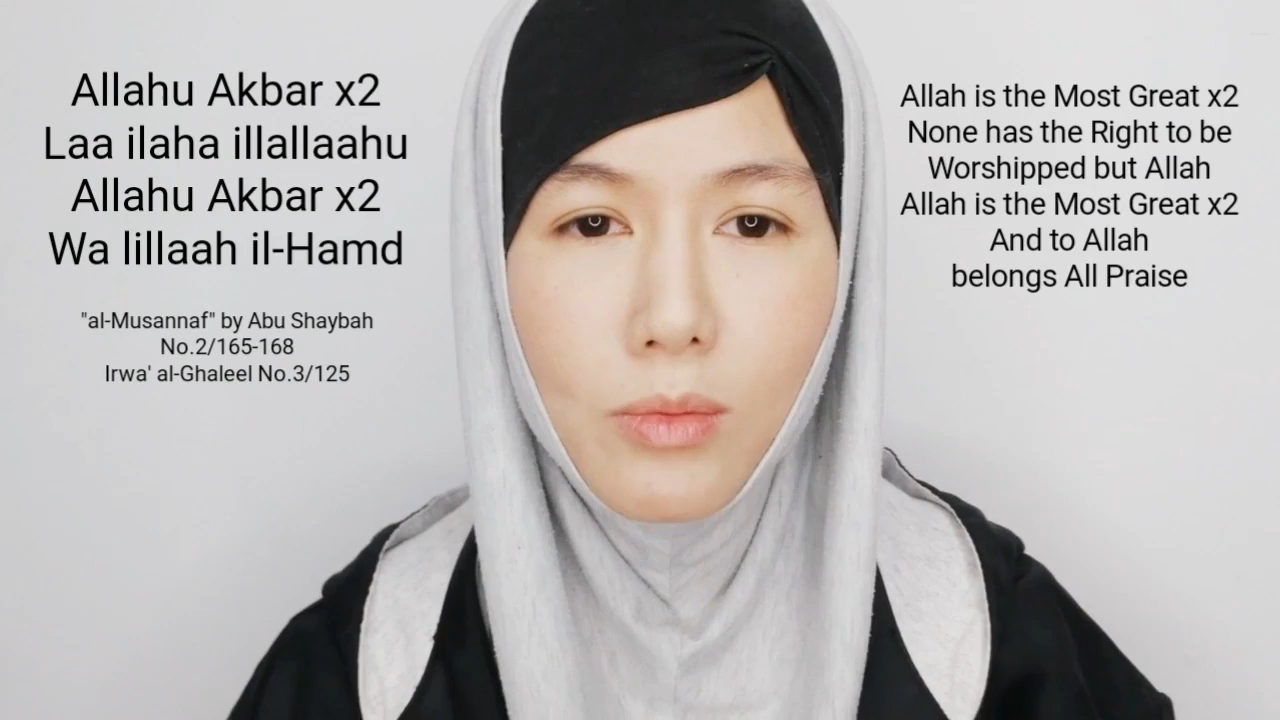 Allahu Akbar x2
Laa ilaha illallaahu
Allahu Akbar x2
Wa lillaah il-Hamd
"al-Musannaf" by Abu Shaybah
No.2/165-168
Irwa' al-Ghaleel No.3/125
Allah is the Most Great x2
None has the Right to be
Worshipped but Allah
Allah is the Most Great x2
And to Allah
belongs All Praise